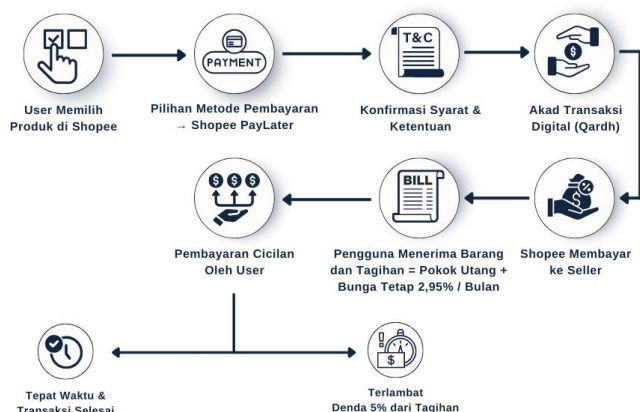 T&C
PAYMENT
User Memilih
Produk di Shopee
Pilihan Metode Pembayaran
→ Shopee PayLater
Konfirmasi Syarat &
Ketentuan
Akad Transaksi
Digital (Qardh)
BILL
Pembayaran Cicilan
Oleh User
Pengguna Menerima Barang
dan Tagihan = Pokok Utang +
Bunga Tetap 2,95% / Bulan
Shopee Membayar
ke Seller
Tepat Waktu &
Transaksi Selesai
Terlambat
Denda 5% dari Tagihan